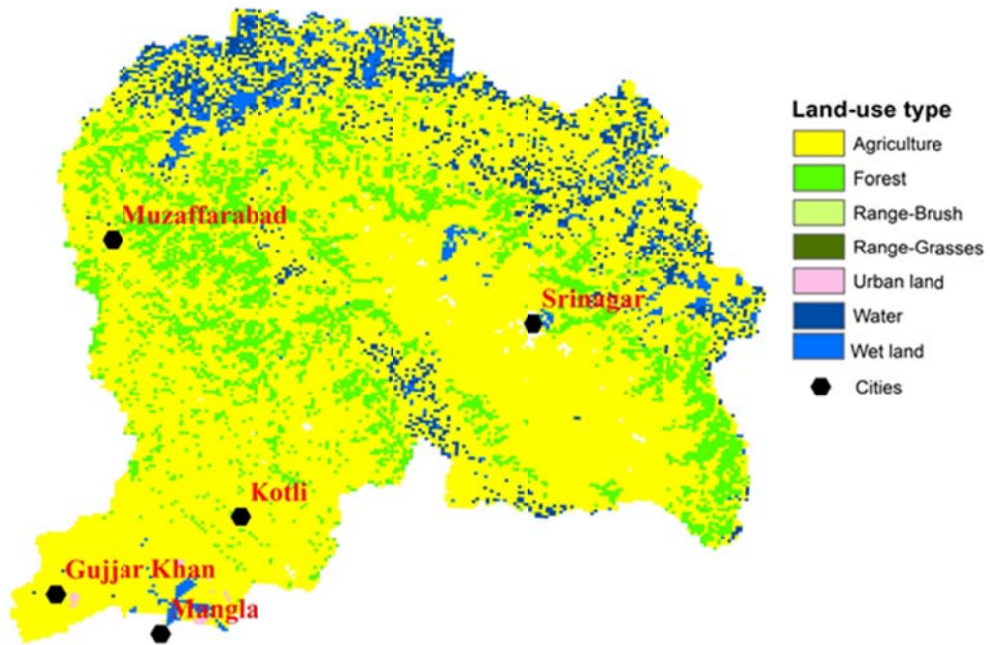 Land-use type
Agriculture
Forest
Range-Brush
Muzaffarabad
Range-Grasses
Urban land
Srinagar
Water
Wet land
Cities
Kotli
Gujjar Khan
Mangla